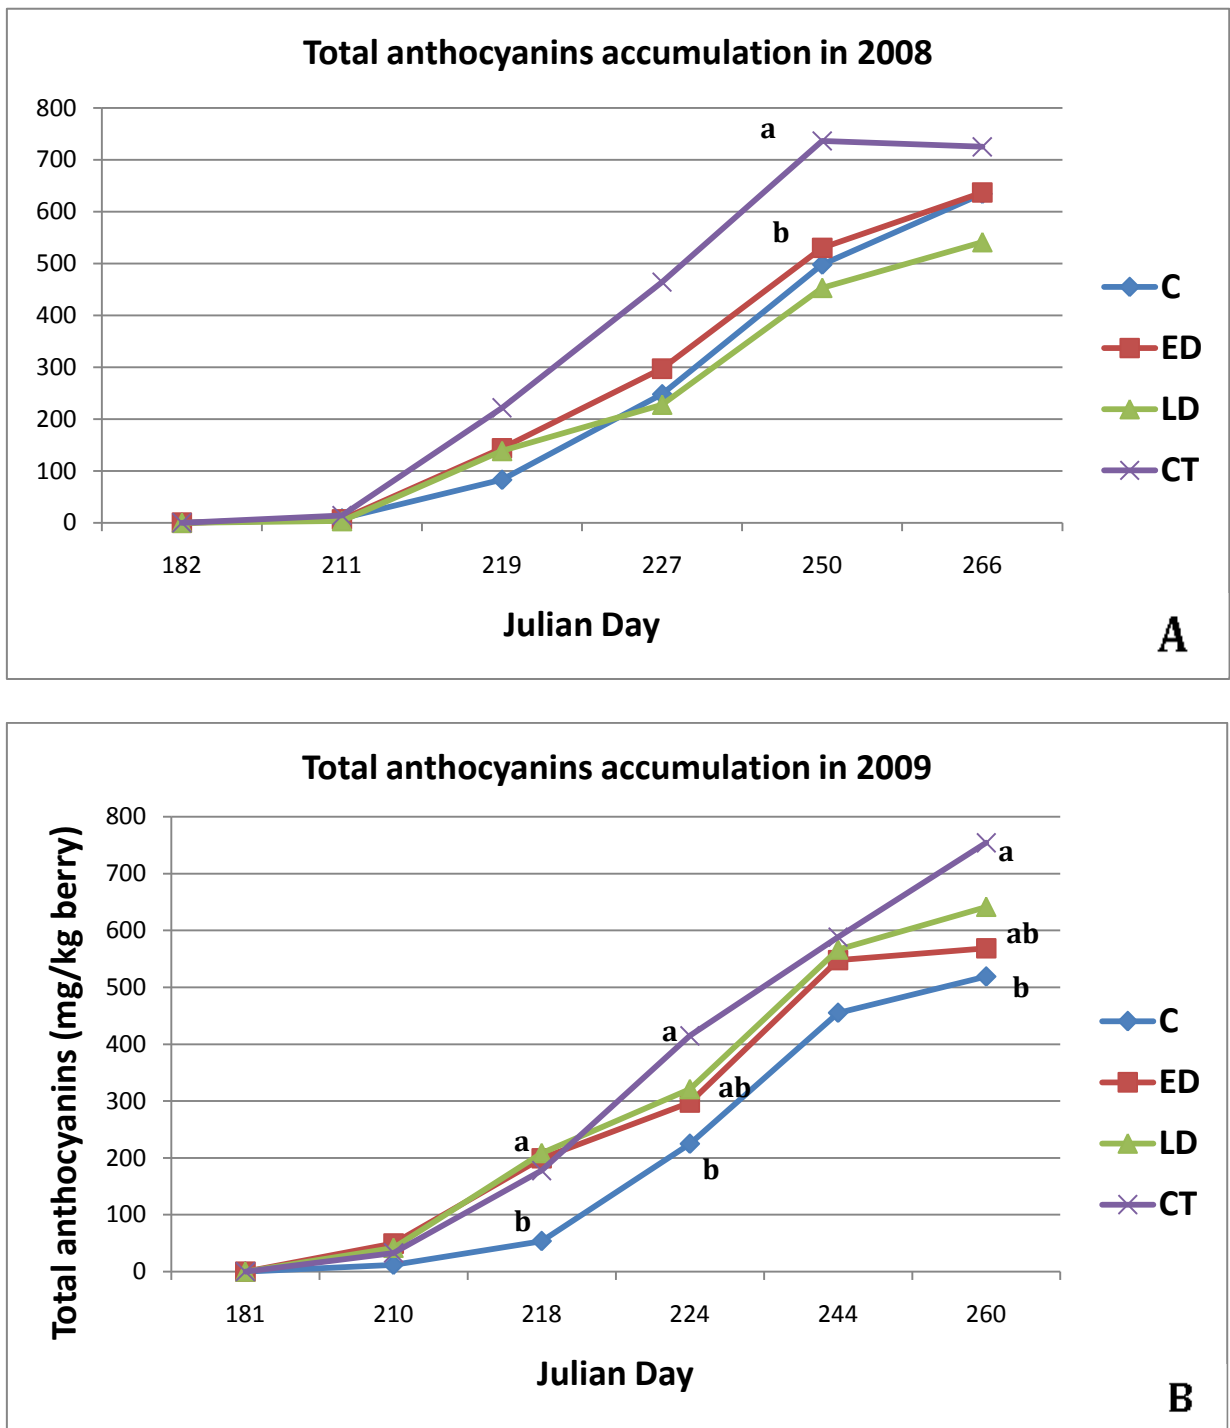 Total anthocyanins accumulation in 2008
800
700
600
500
400
300
200
100
0
a
b
182 211 219 227 250 266
Julian Day
C
ED
LD
CT
A
Total anthocyanins accumulation in 2009
Total anthocyanins (mg/kg berry)
800
700
600
500
400
300
200
100
0
a
b
a
ab
b
a
ab
b
181 210 218 224 244 260
Julian Day
C
ED
LD
CT
B